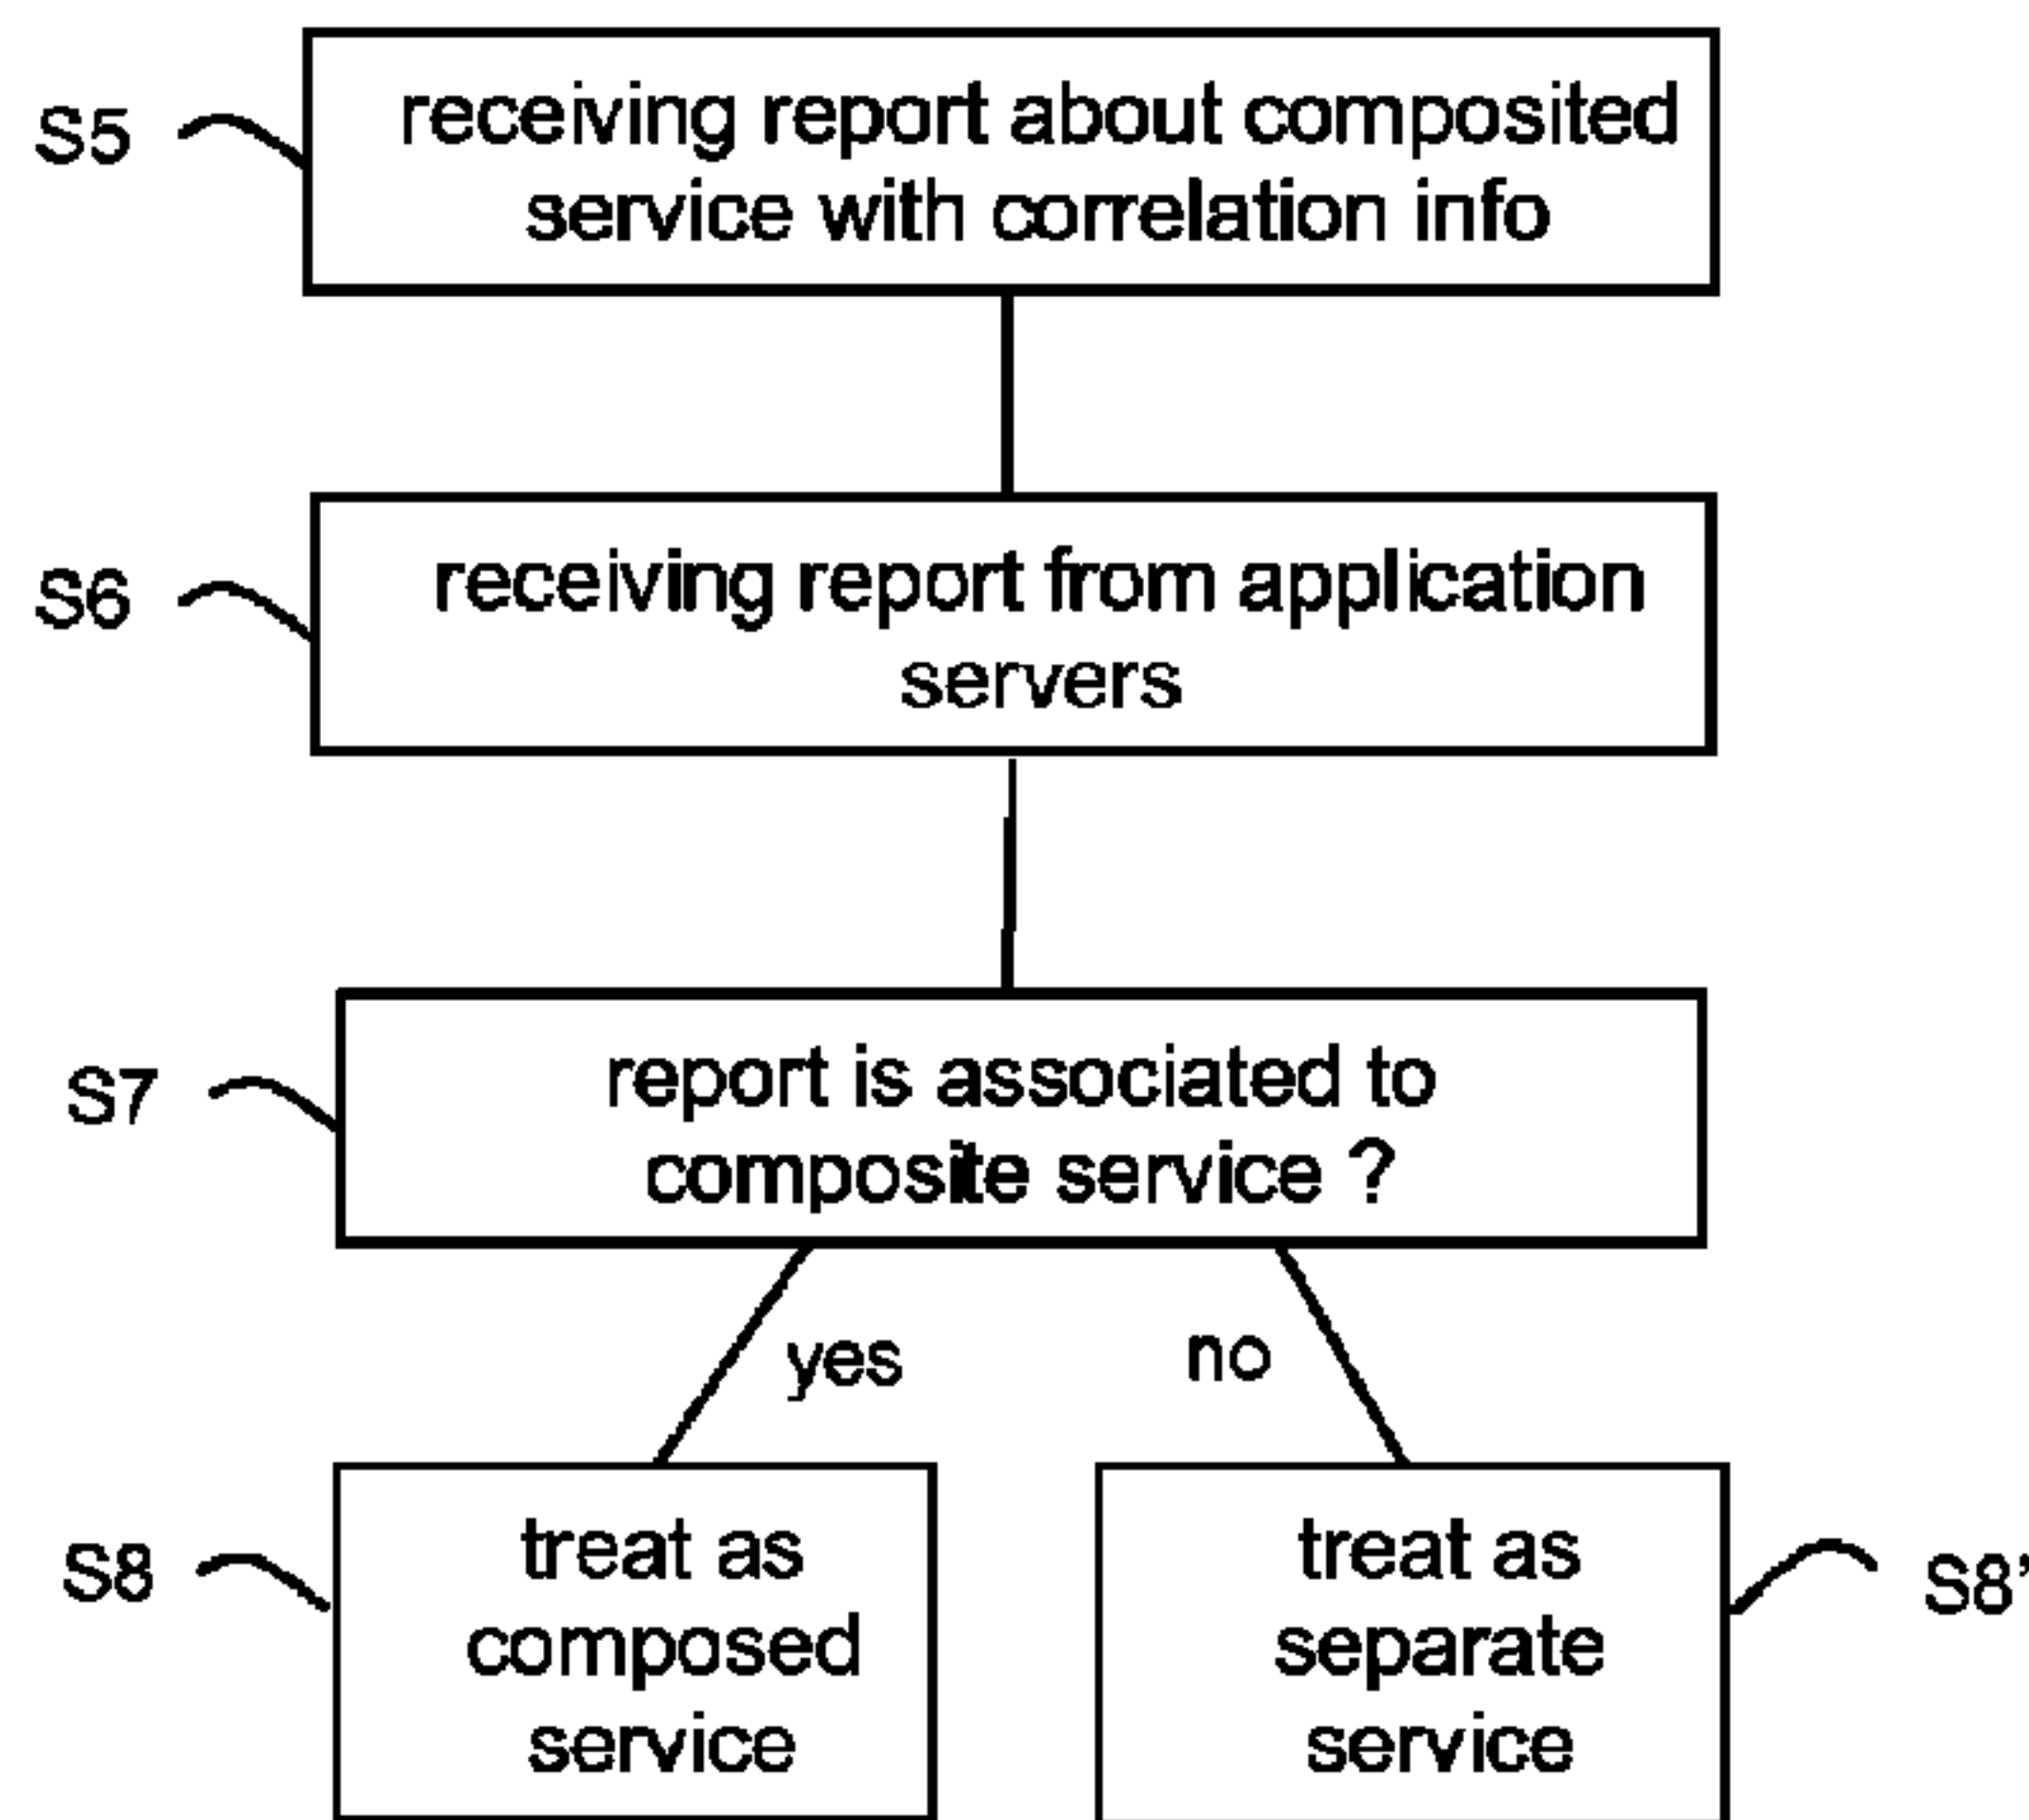 S5
receiving report about composited
service with correlation info
S6
receiving report from application
servers
S7
report is associated to
composite service ?
yes
no
S8
treat as
composed
service
treat as
separate
service
S8'